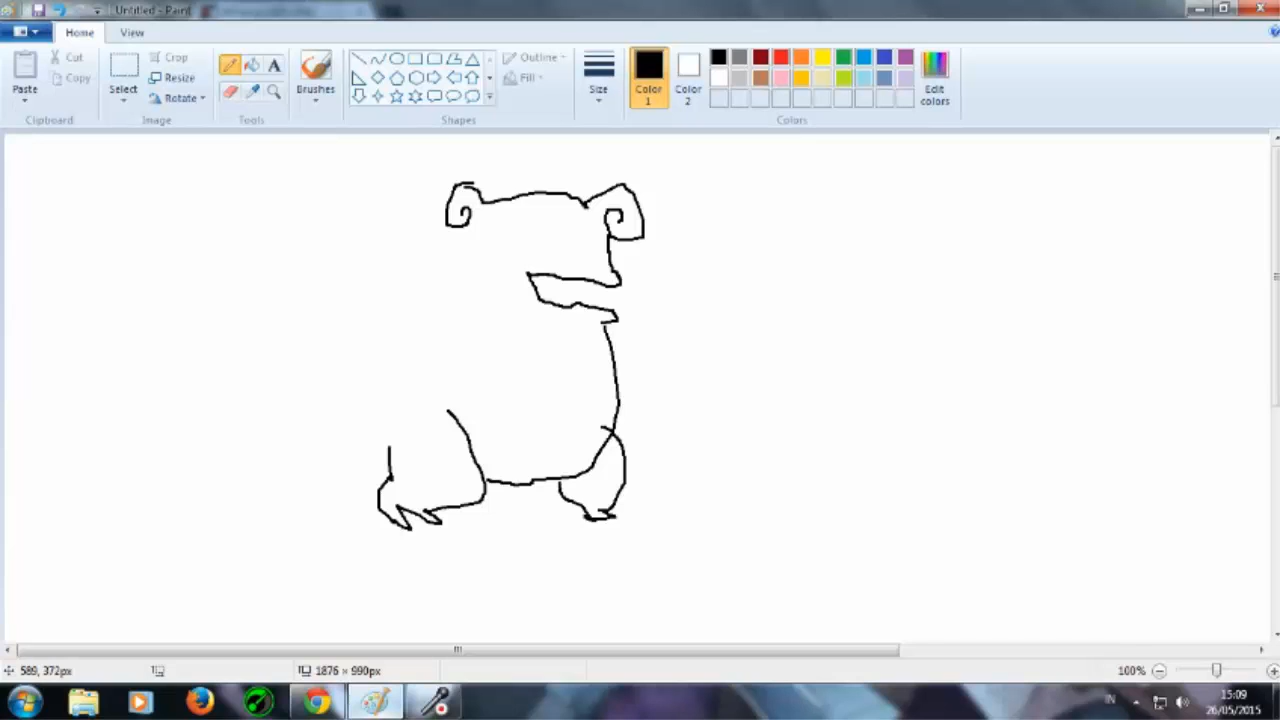 Untitled - Paint
Home
View
Paste
Cut
Copy
Clipboard
Select
Crop
Resize
Rotate
Image
Tools
Brushes
Shapes
Outline
Fill
Size
Color 1
Color 2
Edit colors
Colors
589, 372px
1876 × 990px
100%
IN
15:09
26/05/2015